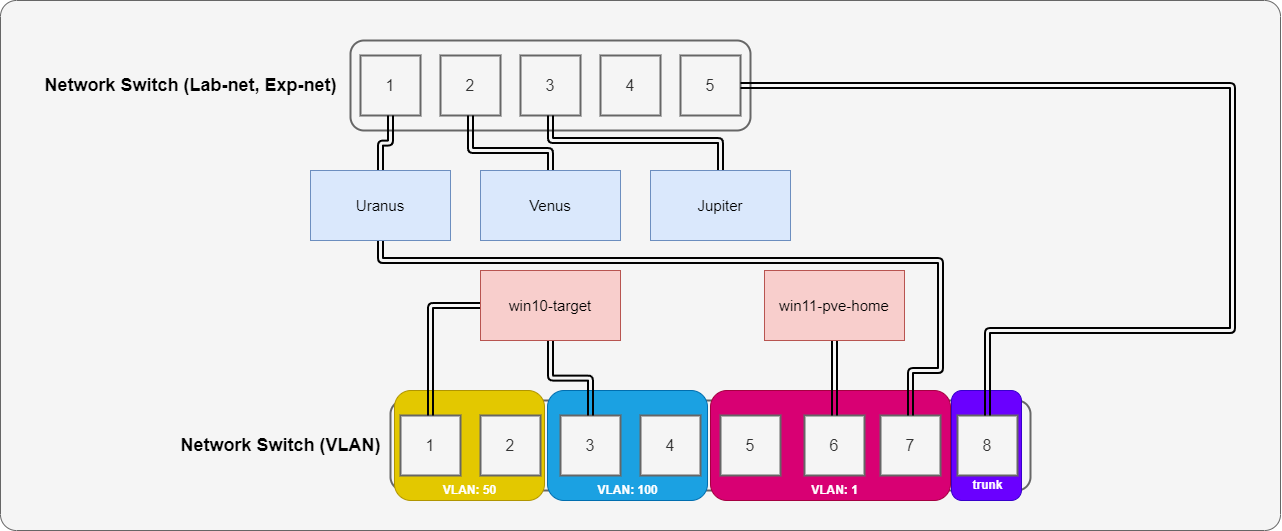 Network Switch (Lab-net, Exp-net)
1
2
3
4
5
Uranus
Venus
Jupiter
win10-target
win11-pve-home
Network Switch (VLAN)
1
2
3
4
5
6
7
8
VLAN: 50
VLAN: 100
VLAN: 1
trunk